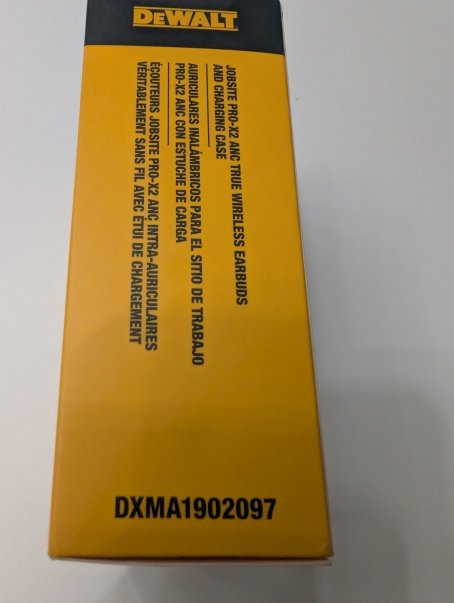 DEWALT
JOBSITE PRO-X2 ANC TRUE WIRELESS EARBUDS
AND CHARGING CASE
AURICULARES INALÁMBRICOS PARA EL SITIO DE TRABAJO
PRO-X2 ANC CON ESTUCHE DE CARGA
ÉCOUTEURS JOBSITE PRO-X2 ANC INTRA-AURICULAIRES
VÉRITABLEMENT SANS FIL AVEC ÉTUI DE CHARGEMENT
DXMA1902097